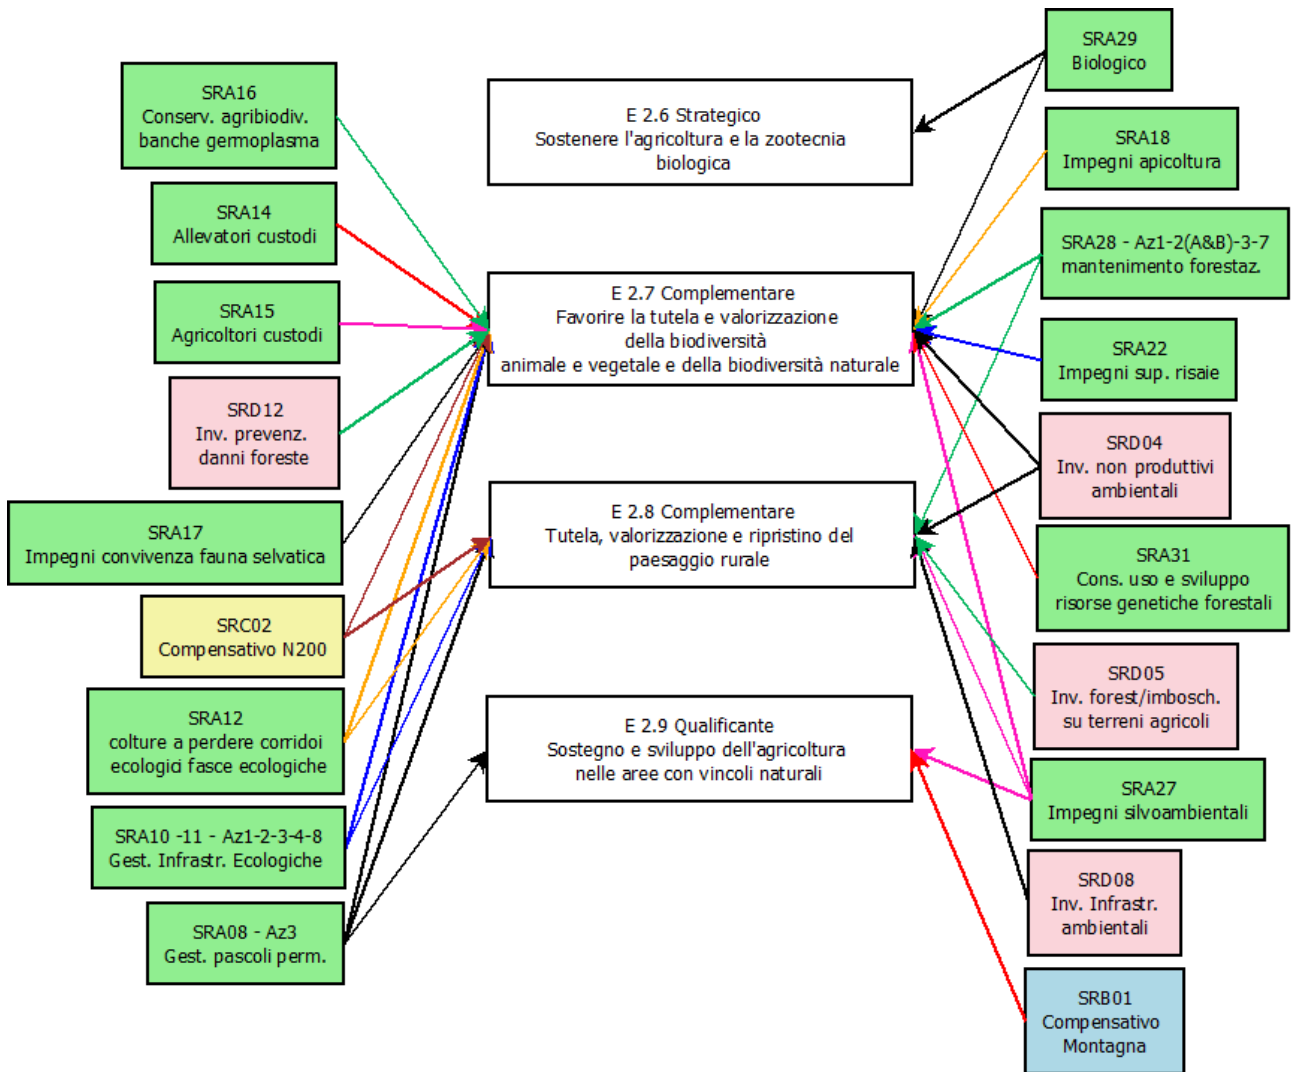 SRA16
Conserv. agribiodiv.
banche germoplasma
SRA14
Allevatori custodi
SRA15
Agricoltori custodi
SRD12
Inv. prevenz.
danni foreste
SRA17
Impegni convivenza fauna selvatica
SRC02
Compensativo N200
SRA12
colture a perdere corridoi
ecologici fasce ecologiche
SRA10 -11 - Az1-2-3-4-8
Gest. Infrastr. Ecologiche
SRA08 - Az3
Gest. pascoli perm.
E 2.6 Strategico
Sostenere l'agricoltura e la zootecnia
biologica
E 2.7 Complementare
Favorire la tutela e valorizzazione
della biodiversità
animale e vegetale e della biodiversità naturale
E 2.8 Complementare
Tutela, valorizzazione e ripristino del
paesaggio rurale
E 2.9 Qualificante
Sostegno e sviluppo dell'agricoltura
nelle aree con vincoli naturali
SRA29
Biologico
SRA18
Impegni apicoltura
SRA28 - Az1-2(A&B)-3-7
mantenimento forestaz.
SRA22
Impegni sup. risaie
SRD04
Inv. non produttivi
ambientali
SRA31
Cons. uso e sviluppo
risorse genetiche forestali
SRD05
Inv. forest/imbosch.
su terreni agricoli
SRA27
Impegni silvoambientali
SRD08
Inv. Infrastr.
ambientali
SRB01
Compensativo
Montagna